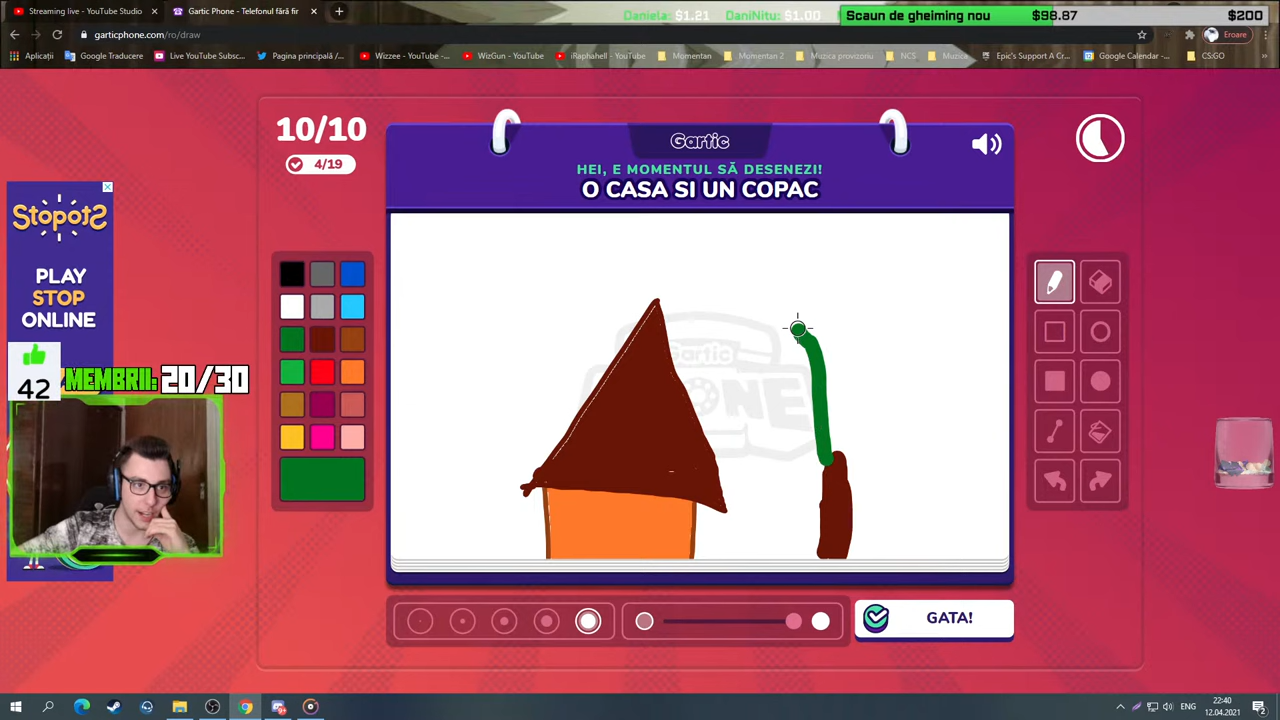 Streaming live - YouTube Studio
Gartic Phone - Telefonul fără fir
Daniela: $1.21 DaniNitu: $1.00
Scaun de gheiming nou $98.87 $200
garticphone.com/ro/draw
Eroare
Aplicații
Google Traducere
Live YouTube Subsc...
Pagina principală /...
Wizzee - YouTube -...
WizGun - YouTube
iRaphahell - YouTube
Momentan
Momentan 2
Muzica provizoriu
NCS
Muzica
Epic's Support A Cr...
Google Calendar -...
CS:GO
10/10
4/19
Gartic
HEI, E MOMENTUL SĂ DESENEZI!
O CASA SI UN COPAC
StopotS
PLAY
STOP
ONLINE
42
MEMBRII: 20/30
Gartic
PHONE
GATA!
ENG
22:40
12.04.2021
2